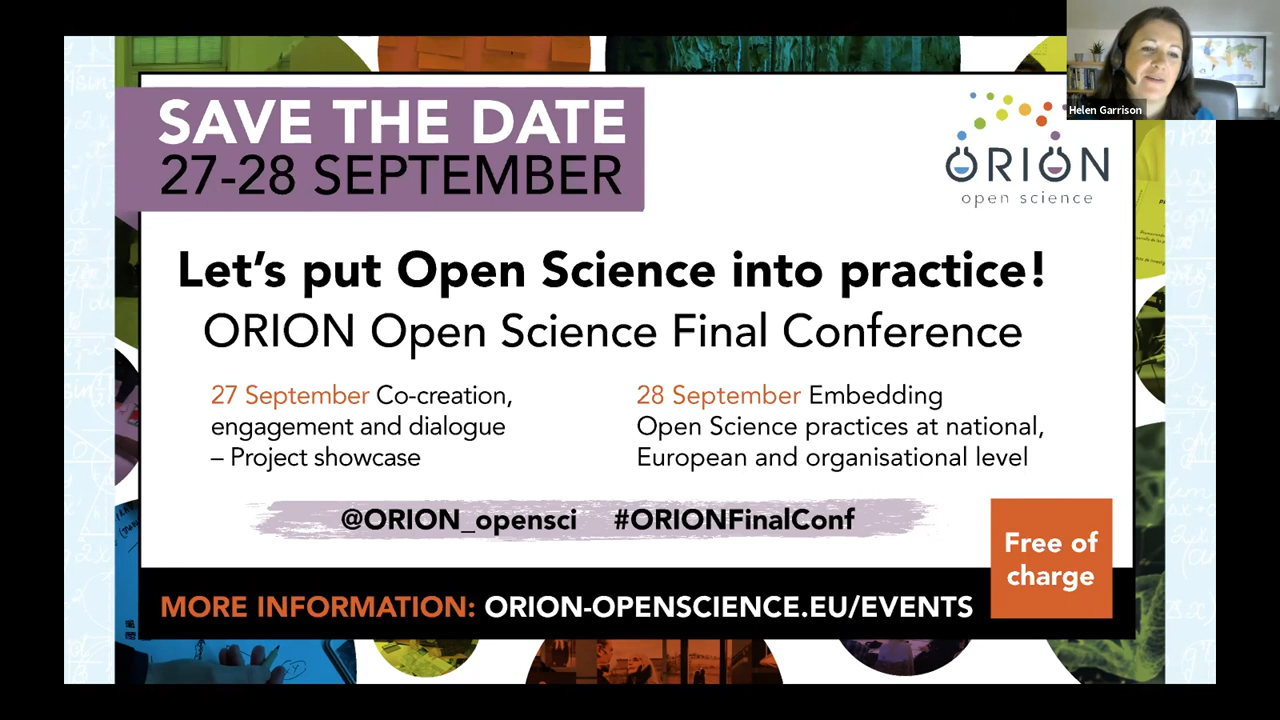 SAVE THE DATE
27-28 SEPTEMBER
Helen Garrison
ORION
open science
Let's put Open Science into practice!
ORION Open Science Final Conference
27 September Co-creation,
engagement and dialogue
– Project showcase
28 September Embedding
Open Science practices at national,
European and organisational level
@ORION_opensci #ORIONFinalConf
Free of
charge
MORE INFORMATION: ORION-OPENSCIENCE.EU/EVENTS